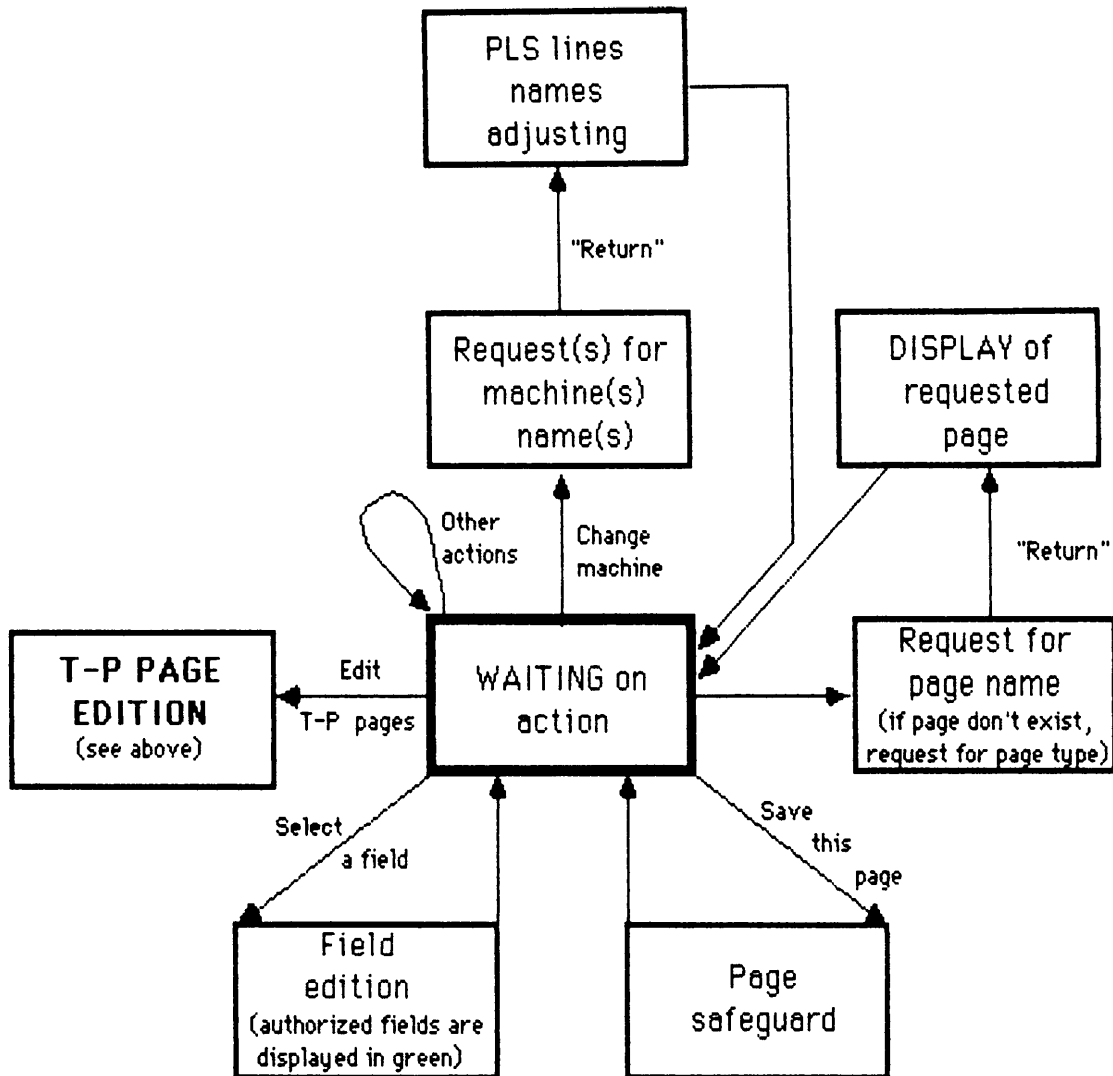 PLS lines
names
adjusting
"Return"
Request(s) for
machine(s)
name(s)
DISPLAY of
requested
page
Other
actions
Change
machine
"Return"
T-P PAGE
EDITION
(see above)
Edit
T-P pages
WAITING on
action
Request for
page name
(if page don't exist,
request for page type)
Select
a field
Save
this
page
Field
edition
(authorized fields are
displayed in green)
Page
safeguard